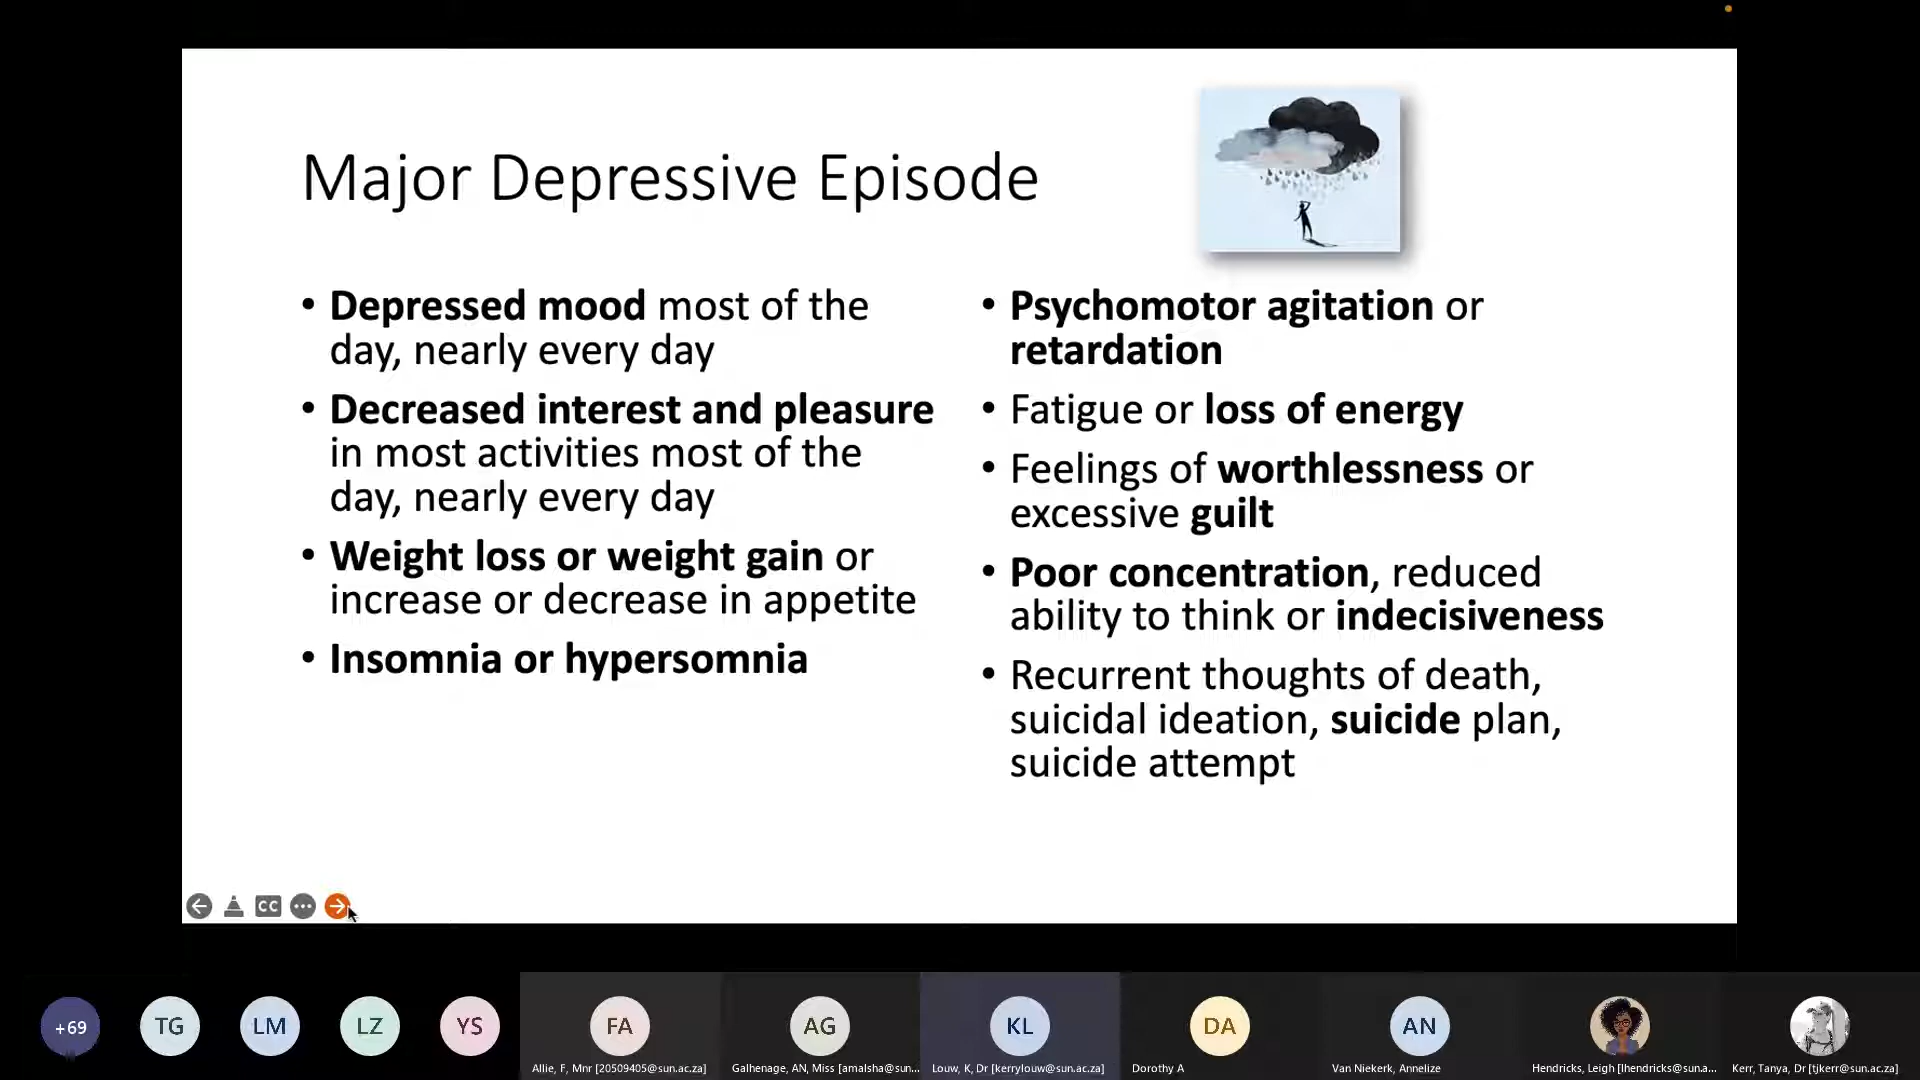 Major Depressive Episode
• Depressed mood most of the
day, nearly every day
• Decreased interest and pleasure
in most activities most of the
day, nearly every day
• Weight loss or weight gain or
increase or decrease in appetite
• Insomnia or hypersomnia
• Psychomotor agitation or
retardation
• Fatigue or loss of energy
• Feelings of worthlessness or
excessive guilt
• Poor concentration, reduced
ability to think or indecisiveness
• Recurrent thoughts of death,
suicidal ideation, suicide plan,
suicide attempt
CC
+69
TG
LM
LZ
YS
FA
AG
KL
DA
AN
Allie, F, Mnr [20509405@sun.ac.za]
Galhenage, AN, Miss [amalsha@sun...
Louw, K, Dr [kerrylouw@sun.ac.za]
Dorothy A
Van Niekerk, Annelize
Hendricks, Leigh [lhendricks@sun.a...
Kerr, Tanya, Dr [tjkerr@sun.ac.za]